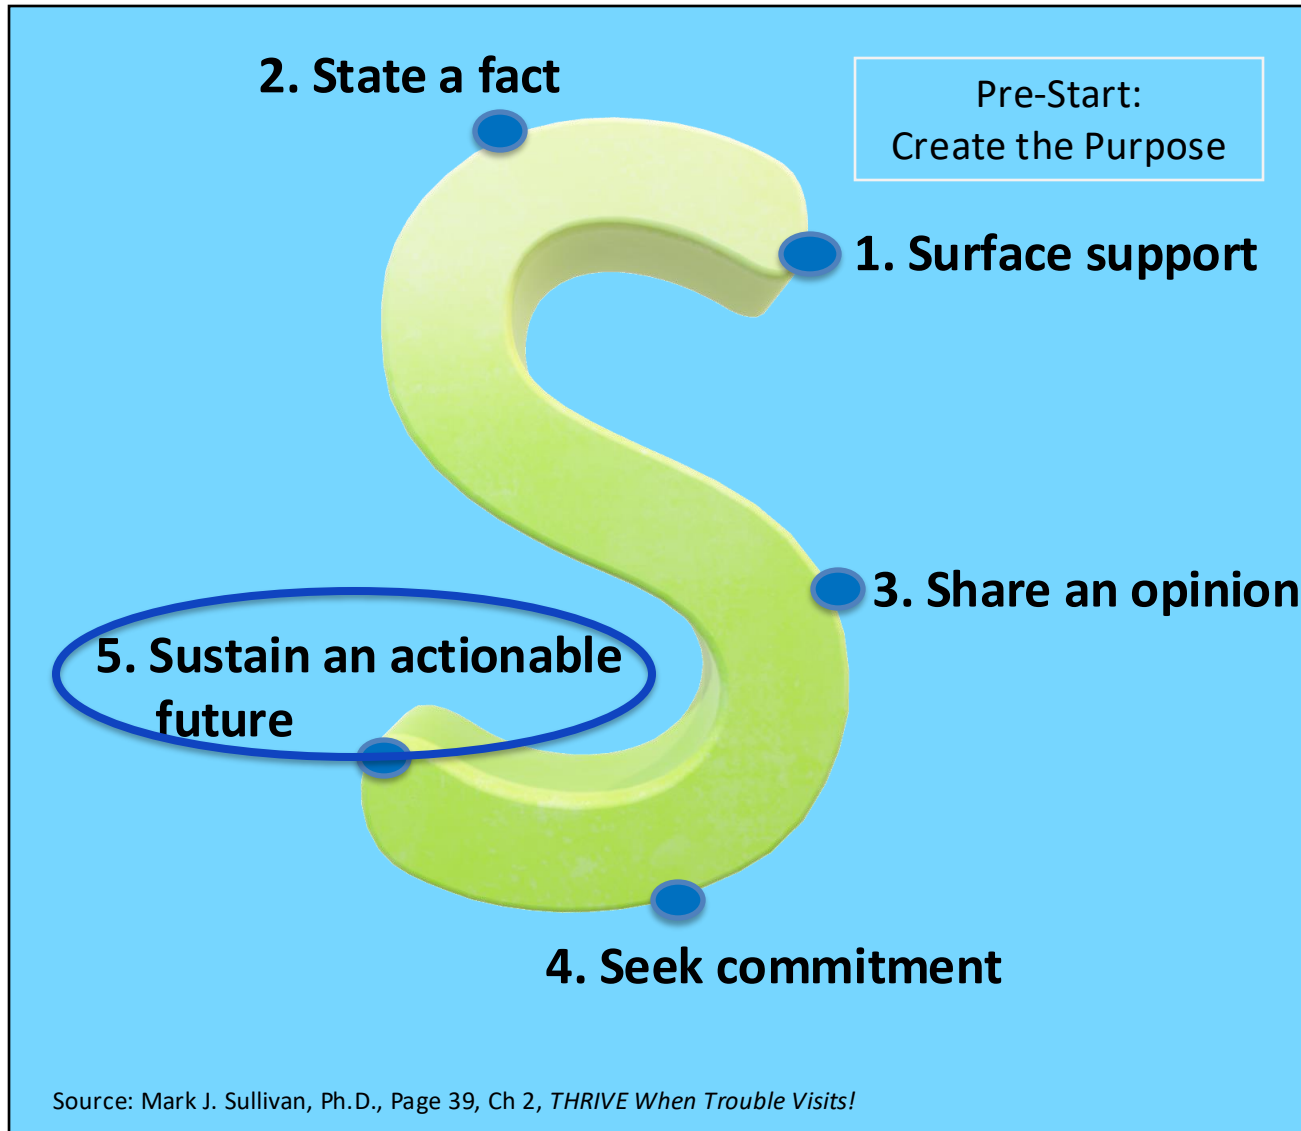 2. State a fact
Pre-Start:
Create the Purpose
1. Surface support
3. Share an opinion
5. Sustain an actionable
future
4. Seek commitment
Source: Mark J. Sullivan, Ph.D., Page 39, Ch 2, THRIVE When Trouble Visits!